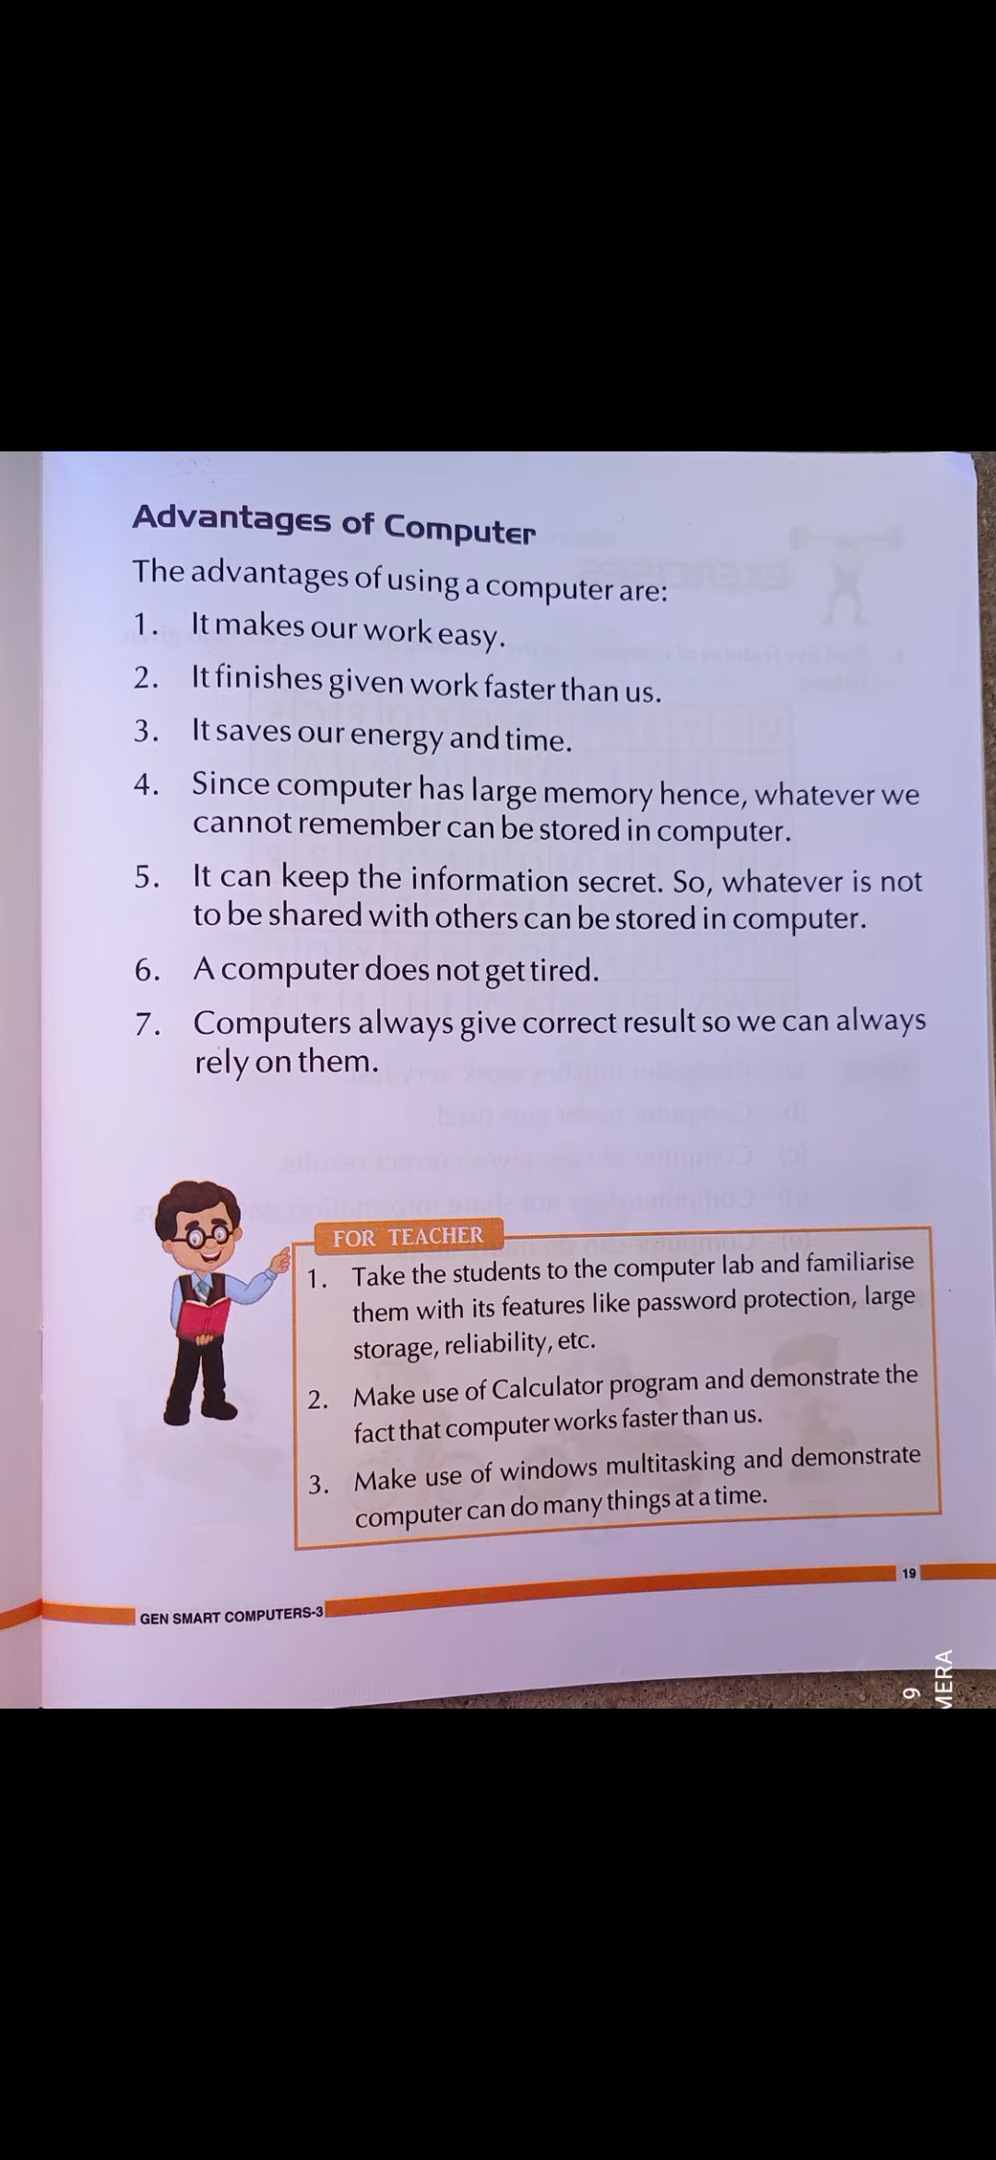 Advantages of Computer
The advantages of using a computer are:
1. It makes our work easy.
2. It finishes given work faster than us.
3. It saves our energy and time.
4. Since computer has large memory hence, whatever we
cannot remember can be stored in computer.
5. It can keep the information secret. So, whatever is not
to be shared with others can be stored in computer.
6. A computer does not get tired.
7. Computers always give correct result so we can always
rely on them.
FOR TEACHER
1. Take the students to the computer lab and familiarise
them with its features like password protection, large
storage, reliability, etc.
2. Make use of Calculator program and demonstrate the
fact that computer works faster than us.
3. Make use of windows multitasking and demonstrate
computer can do many things at a time.
19
GEN SMART COMPUTERS-3
9
MERA